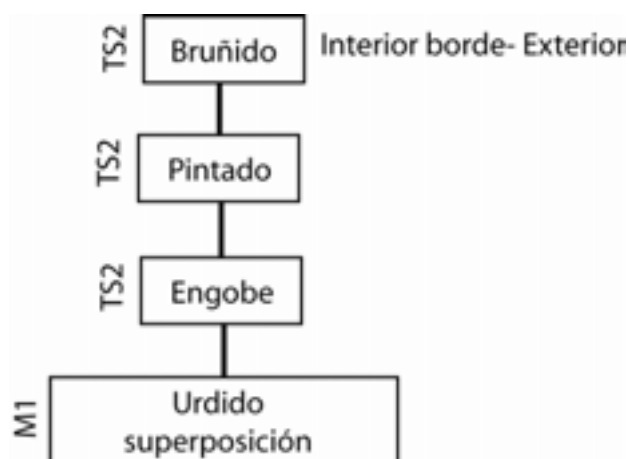 TS2 Bruñido Interior borde- Exterior
TS2 Pintado
TS2 Engobe
M1 Urdido
superposición